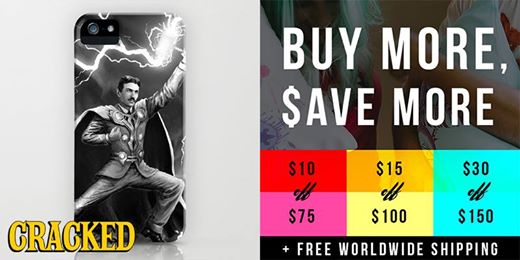 CRACKED
BUY MORE,
$AVE MORE
$10 $15 $30
off off off
$75 $100 $150
+ FREE WORLDWIDE SHIPPING